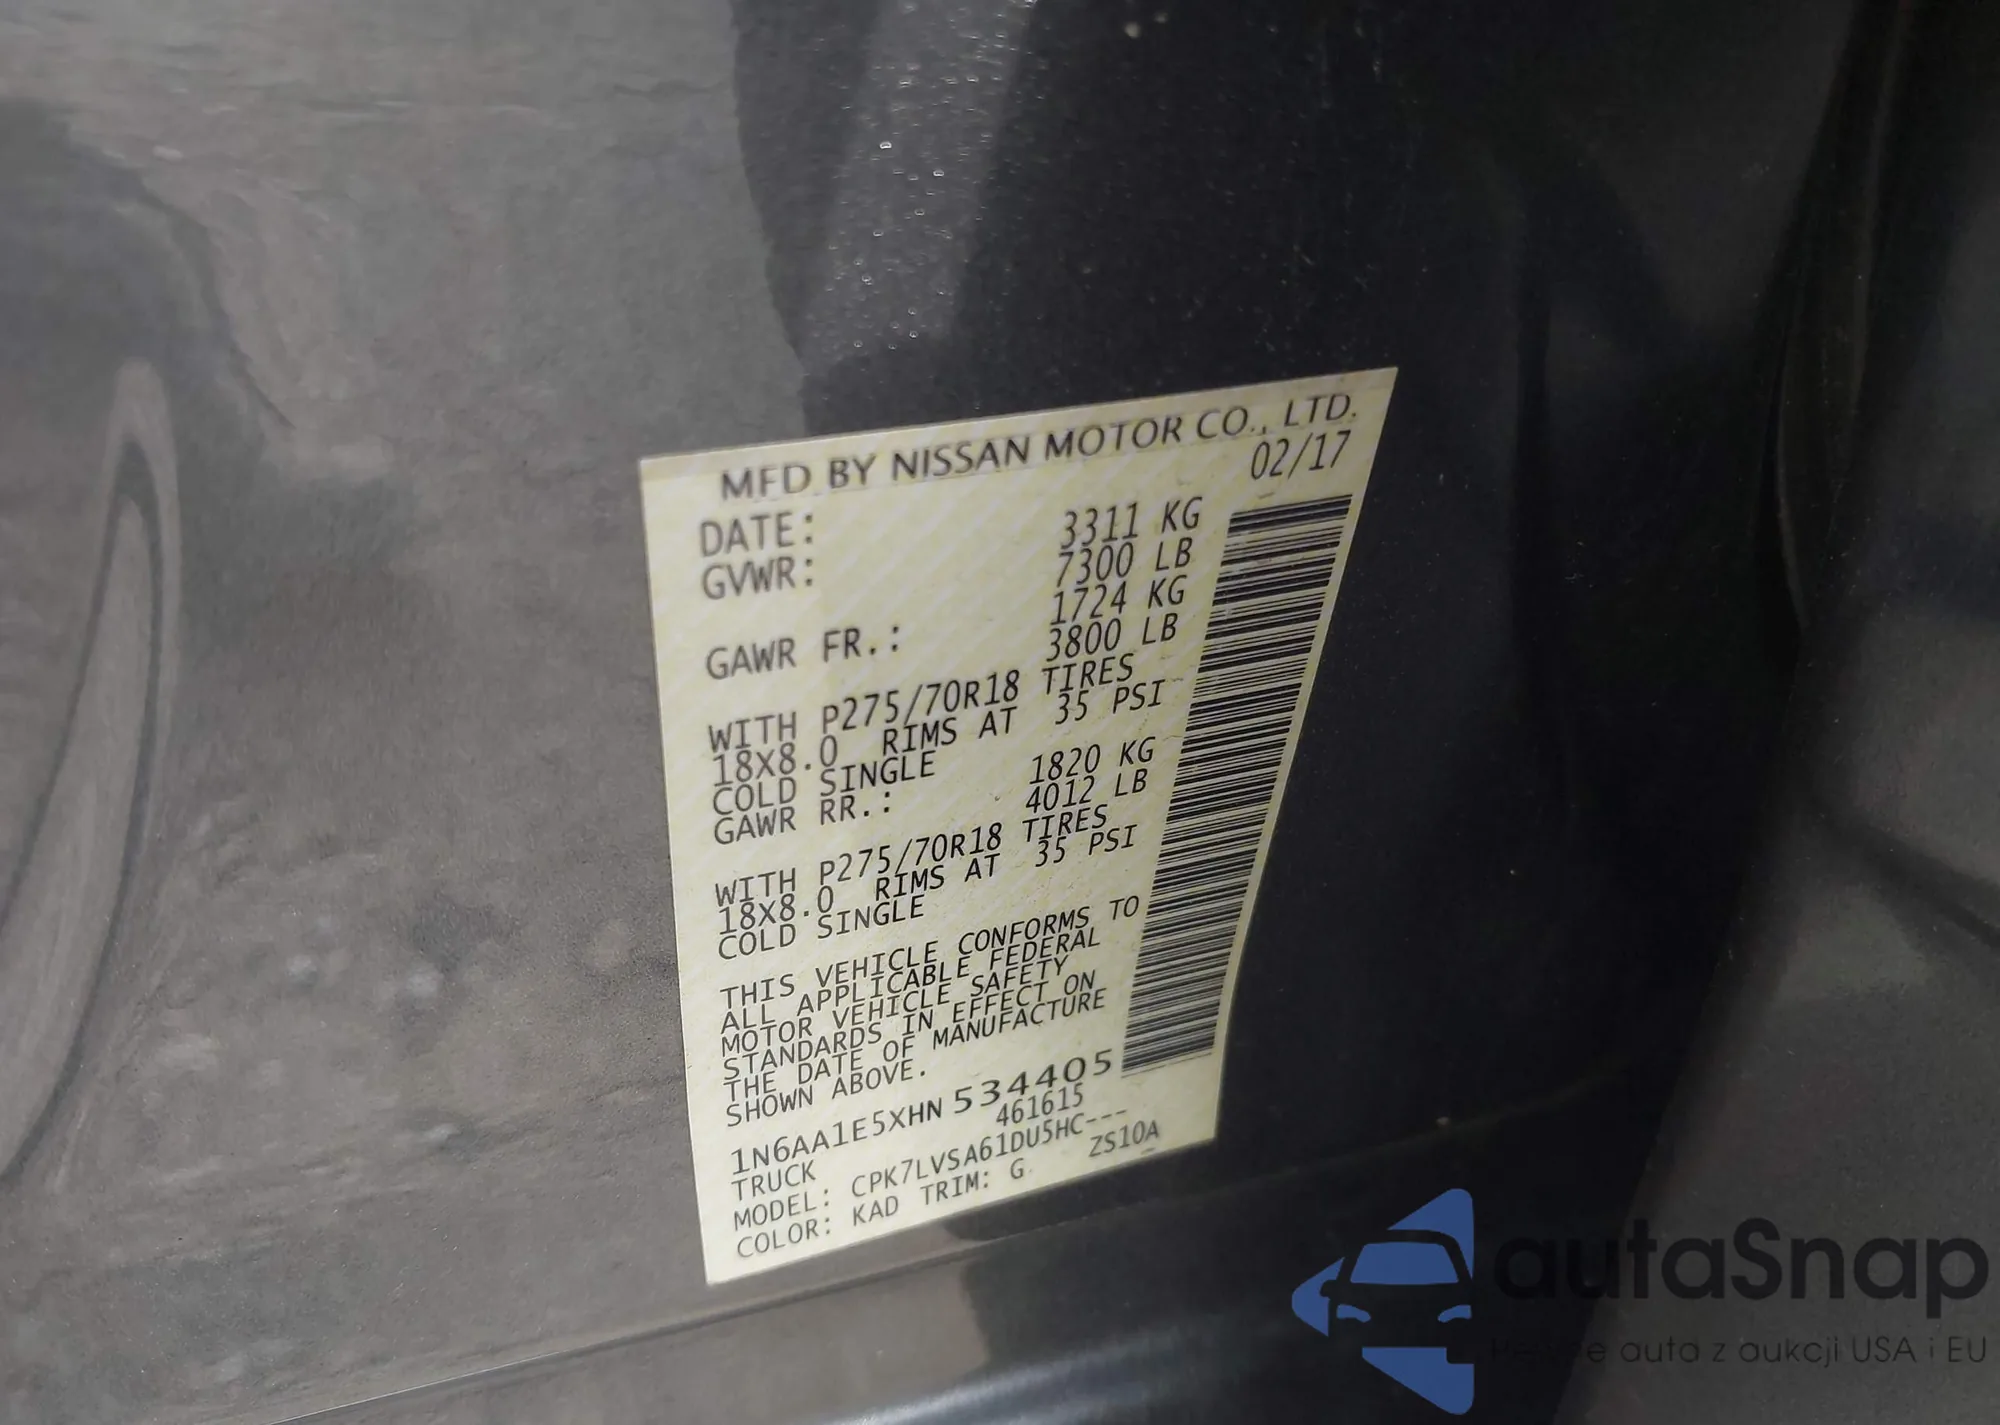 MFD BY NISSAN MOTOR CO., LTD.
DATE: 02/17
GVWR: 3311 KG
7300 LB
GAWR FR.: 1724 KG
3800 LB
WITH P275/70R18 TIRES
18X8.0 RIMS AT 35 PSI
COLD SINGLE
GAWR RR.: 1820 KG
4012 LB
WITH P275/70R18 TIRES
18X8.0 RIMS AT 35 PSI
COLD SINGLE
THIS VEHICLE CONFORMS TO
ALL APPLICABLE FEDERAL
MOTOR VEHICLE SAFETY
STANDARDS IN EFFECT ON
THE DATE OF MANUFACTURE
SHOWN ABOVE.
1N6AA1E5XHN 534405
TRUCK 461615
MODEL: CPK7LVSA61DU5HC---
COLOR: KAD TRIM: G ZS10A
autaSnap
auta z aukcji USA i EU